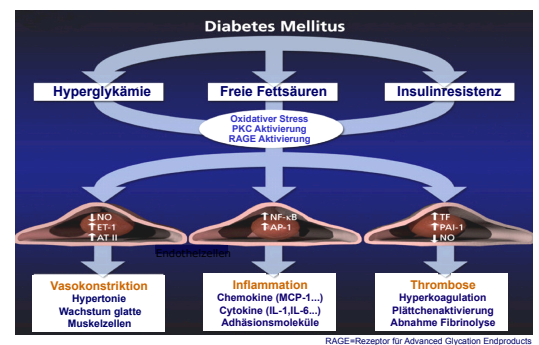 Diabetes Mellitus
Hyperglykämie
Freie Fettsäuren
Insulinresistenz
Oxidativer Stress
PKC Aktivierung
RAGE Aktivierung
↓NO
↑ET-1
↑AT II
↑NF-κB
↑AP-1
↑TF
↑PAI-1
↓NO
Endothelzellen
Vasokonstriktion
Hypertonie
Wachstum glatte
Muskelzellen
Inflammation
Chemokine (MCP-1...)
Cytokine (IL-1,IL-6...)
Adhäsionsmoleküle
Thrombose
Hyperkoagulation
Plättchenaktivierung
Abnahme Fibrinolyse
RAGE=Rezeptor für Advanced Glycation Endproducts